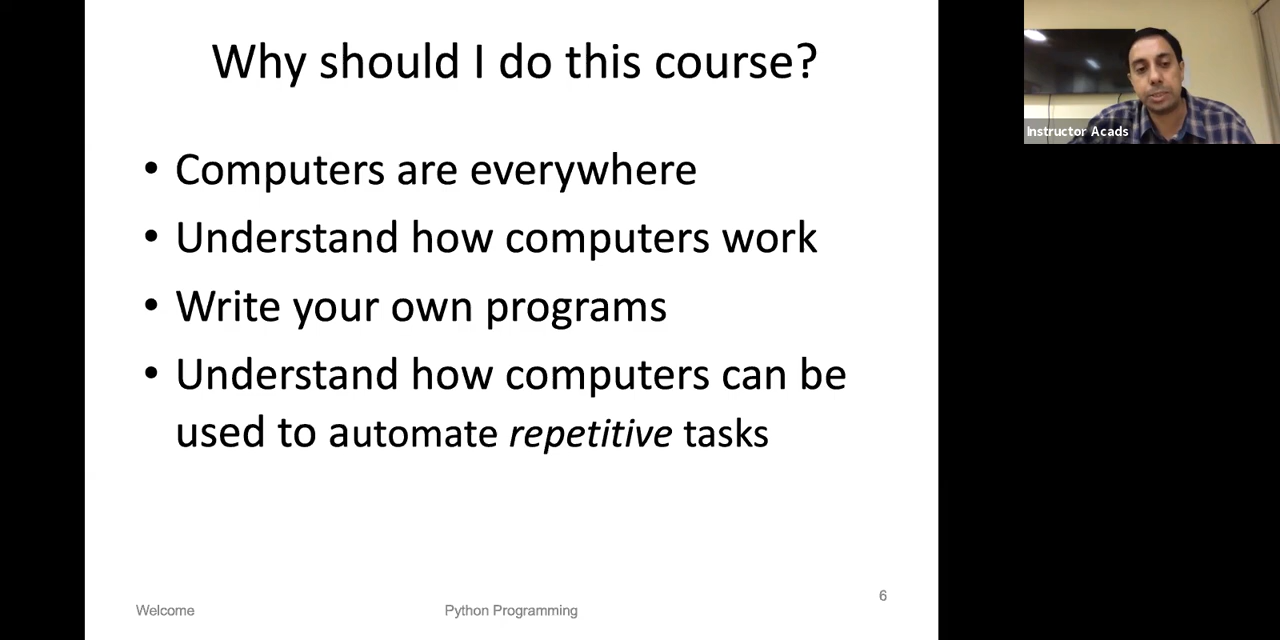 Why should I do this course?
• Computers are everywhere
• Understand how computers work
• Write your own programs
• Understand how computers can be
used to automate repetitive tasks
Welcome
Python Programming
6
Instructor Acads